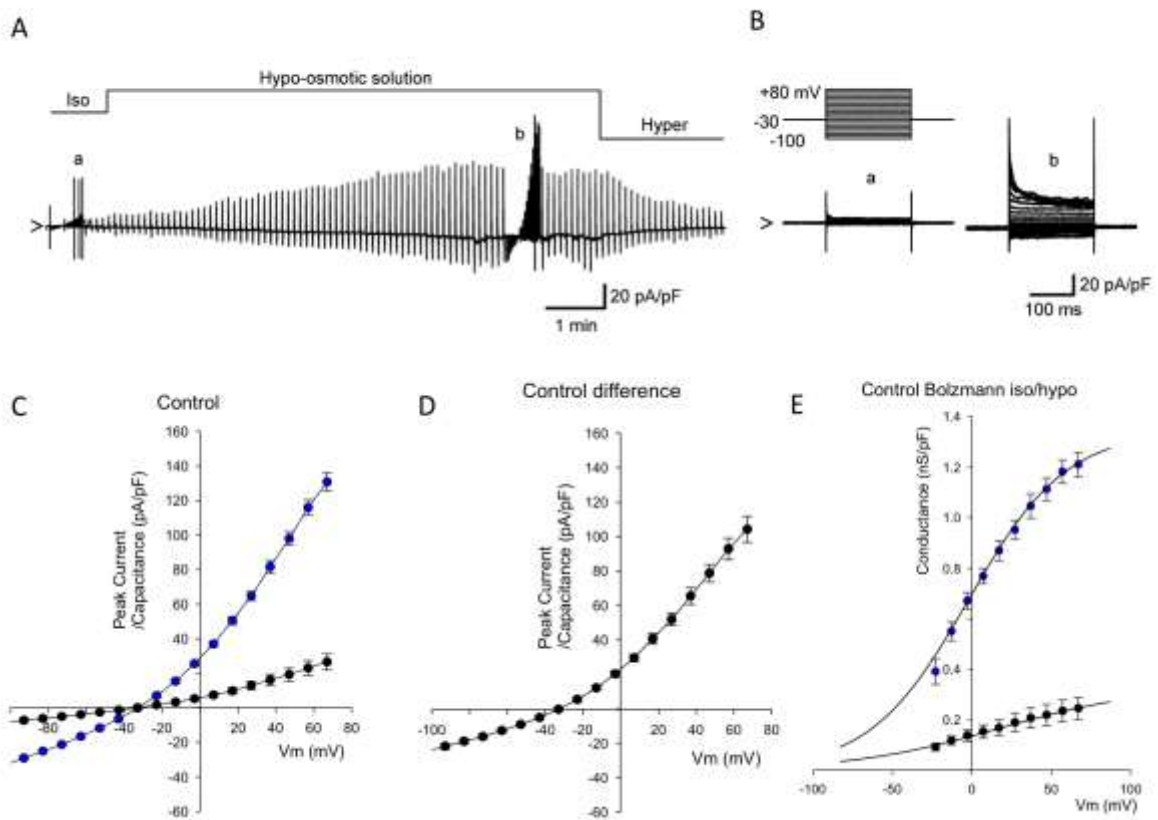 A
Hypo-osmotic solution
Iso
Hyper
a
b
>
20 pA/pF
1 min
B
+80 mV
-30
-100
a
b
>
20 pA/pF
100 ms
C
Control
Peak Current
/Capacitance (pA/pF)
160
140
120
100
80
60
40
20
-20
-40
-60
-80
-40
20
40
60
80
Vm (mV)
D
Control difference
Peak Current
/Capacitance (pA/pF)
160
140
120
100
80
60
40
20
-20
-40
-60
-100
-80
-60
-40
-20
0
20
40
60
80
Vm (mV)
E
Control Bolzmann iso/hypo
Conductance (nS/pF)
1.4
1.2
1.0
0.8
0.6
0.4
0.2
-100
-50
0
50
100
Vm (mV)